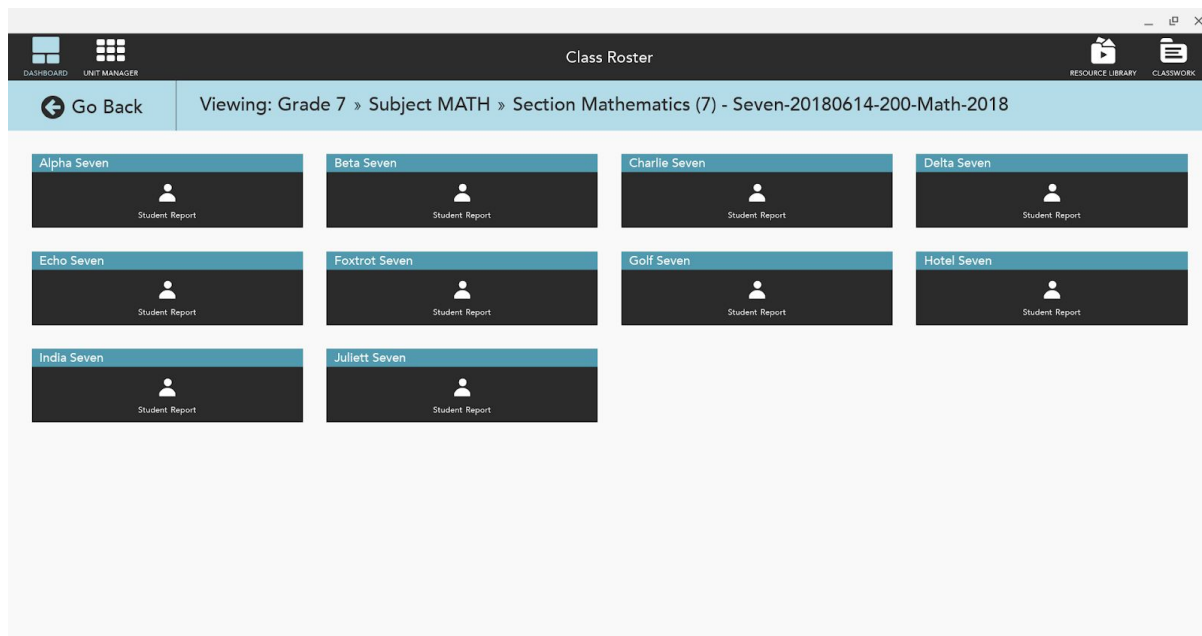 Class Roster
DASHBOARD UNIT MANAGER RESOURCE LIBRARY CLASSWORK
Go Back Viewing: Grade 7 » Subject MATH » Section Mathematics (7) - Seven-20180614-200-Math-2018
Alpha Seven Beta Seven Charlie Seven Delta Seven
Student Report Student Report Student Report Student Report
Echo Seven Foxtrot Seven Golf Seven Hotel Seven
Student Report Student Report Student Report Student Report
India Seven Juliett Seven
Student Report Student Report